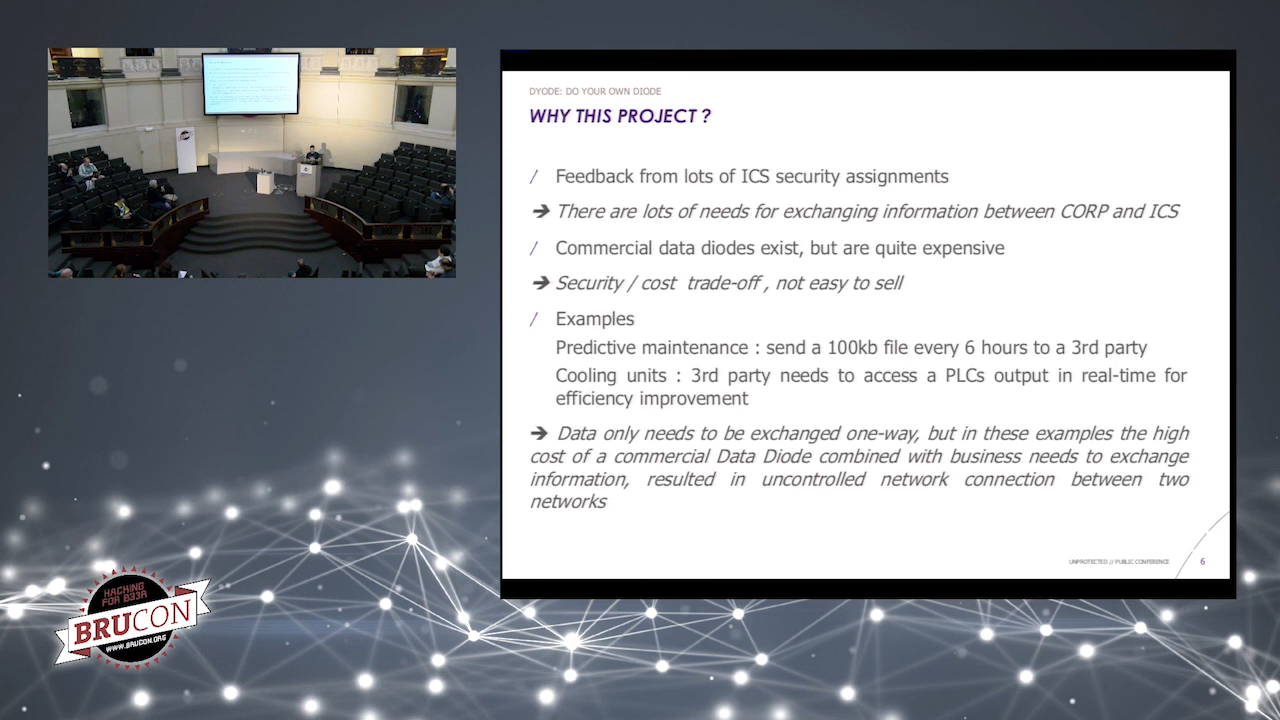 DYODE: DO YOUR OWN DIODE
WHY THIS PROJECT ?
/ Feedback from lots of ICS security assignments
➔ There are lots of needs for exchanging information between CORP and ICS
/ Commercial data diodes exist, but are quite expensive
➔ Security / cost trade-off , not easy to sell
/ Examples
Predictive maintenance : send a 100kb file every 6 hours to a 3rd party
Cooling units : 3rd party needs to access a PLCs output in real-time for
efficiency improvement
➔ Data only needs to be exchanged one-way, but in these examples the high
cost of a commercial Data Diode combined with business needs to exchange
information, resulted in uncontrolled network connection between two
networks
UNPROTECTED // PUBLIC CONFERENCE 6
HACKING
FOR B33R
BRUCON
WWW.BRUCON.ORG